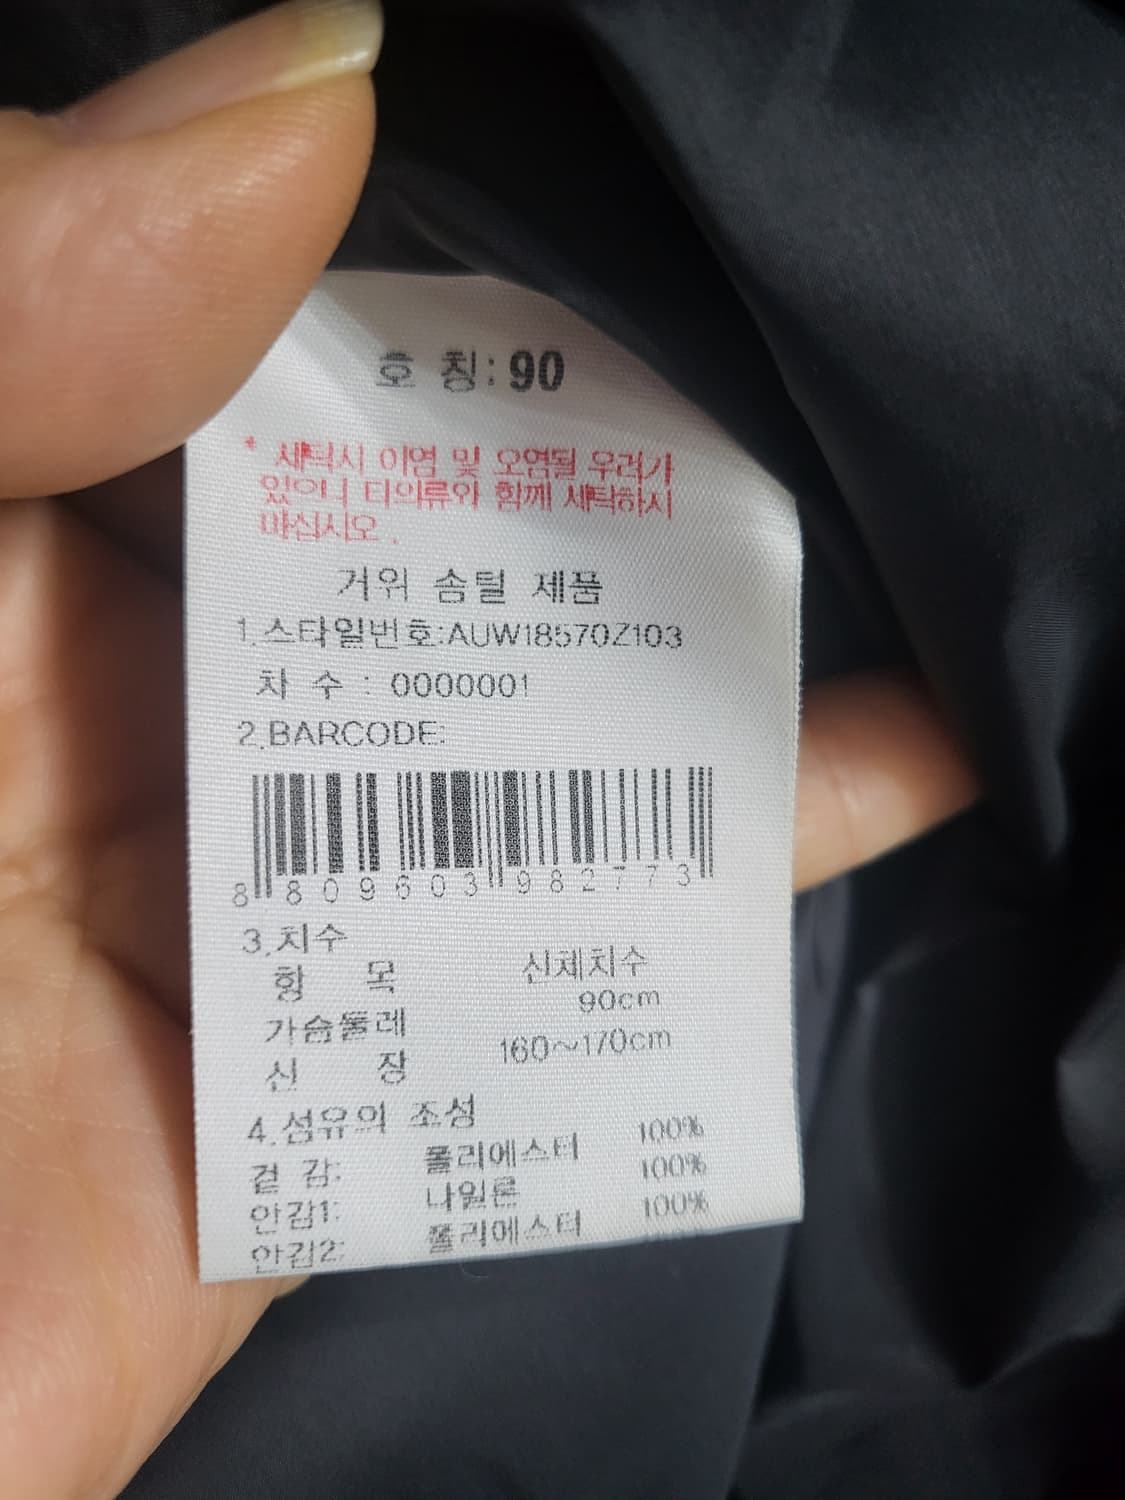 호 칭: 90
* 세탁시 이염 및 오염될 우려가
있으니 타의류와 함께 세탁하지
마십시오.
거위 솜털 제품
1.스타일번호:AUW18570Z103
차 수 : 0000001
2.BARCODE:
8 809603 982773
3.치수
항 목 신체치수
가슴둘레 90cm
신 장 160~170cm
4.섬유의 조성
겉 감: 폴리에스터 100%
안감1: 나일론 100%
안감2: 폴리에스터 100%